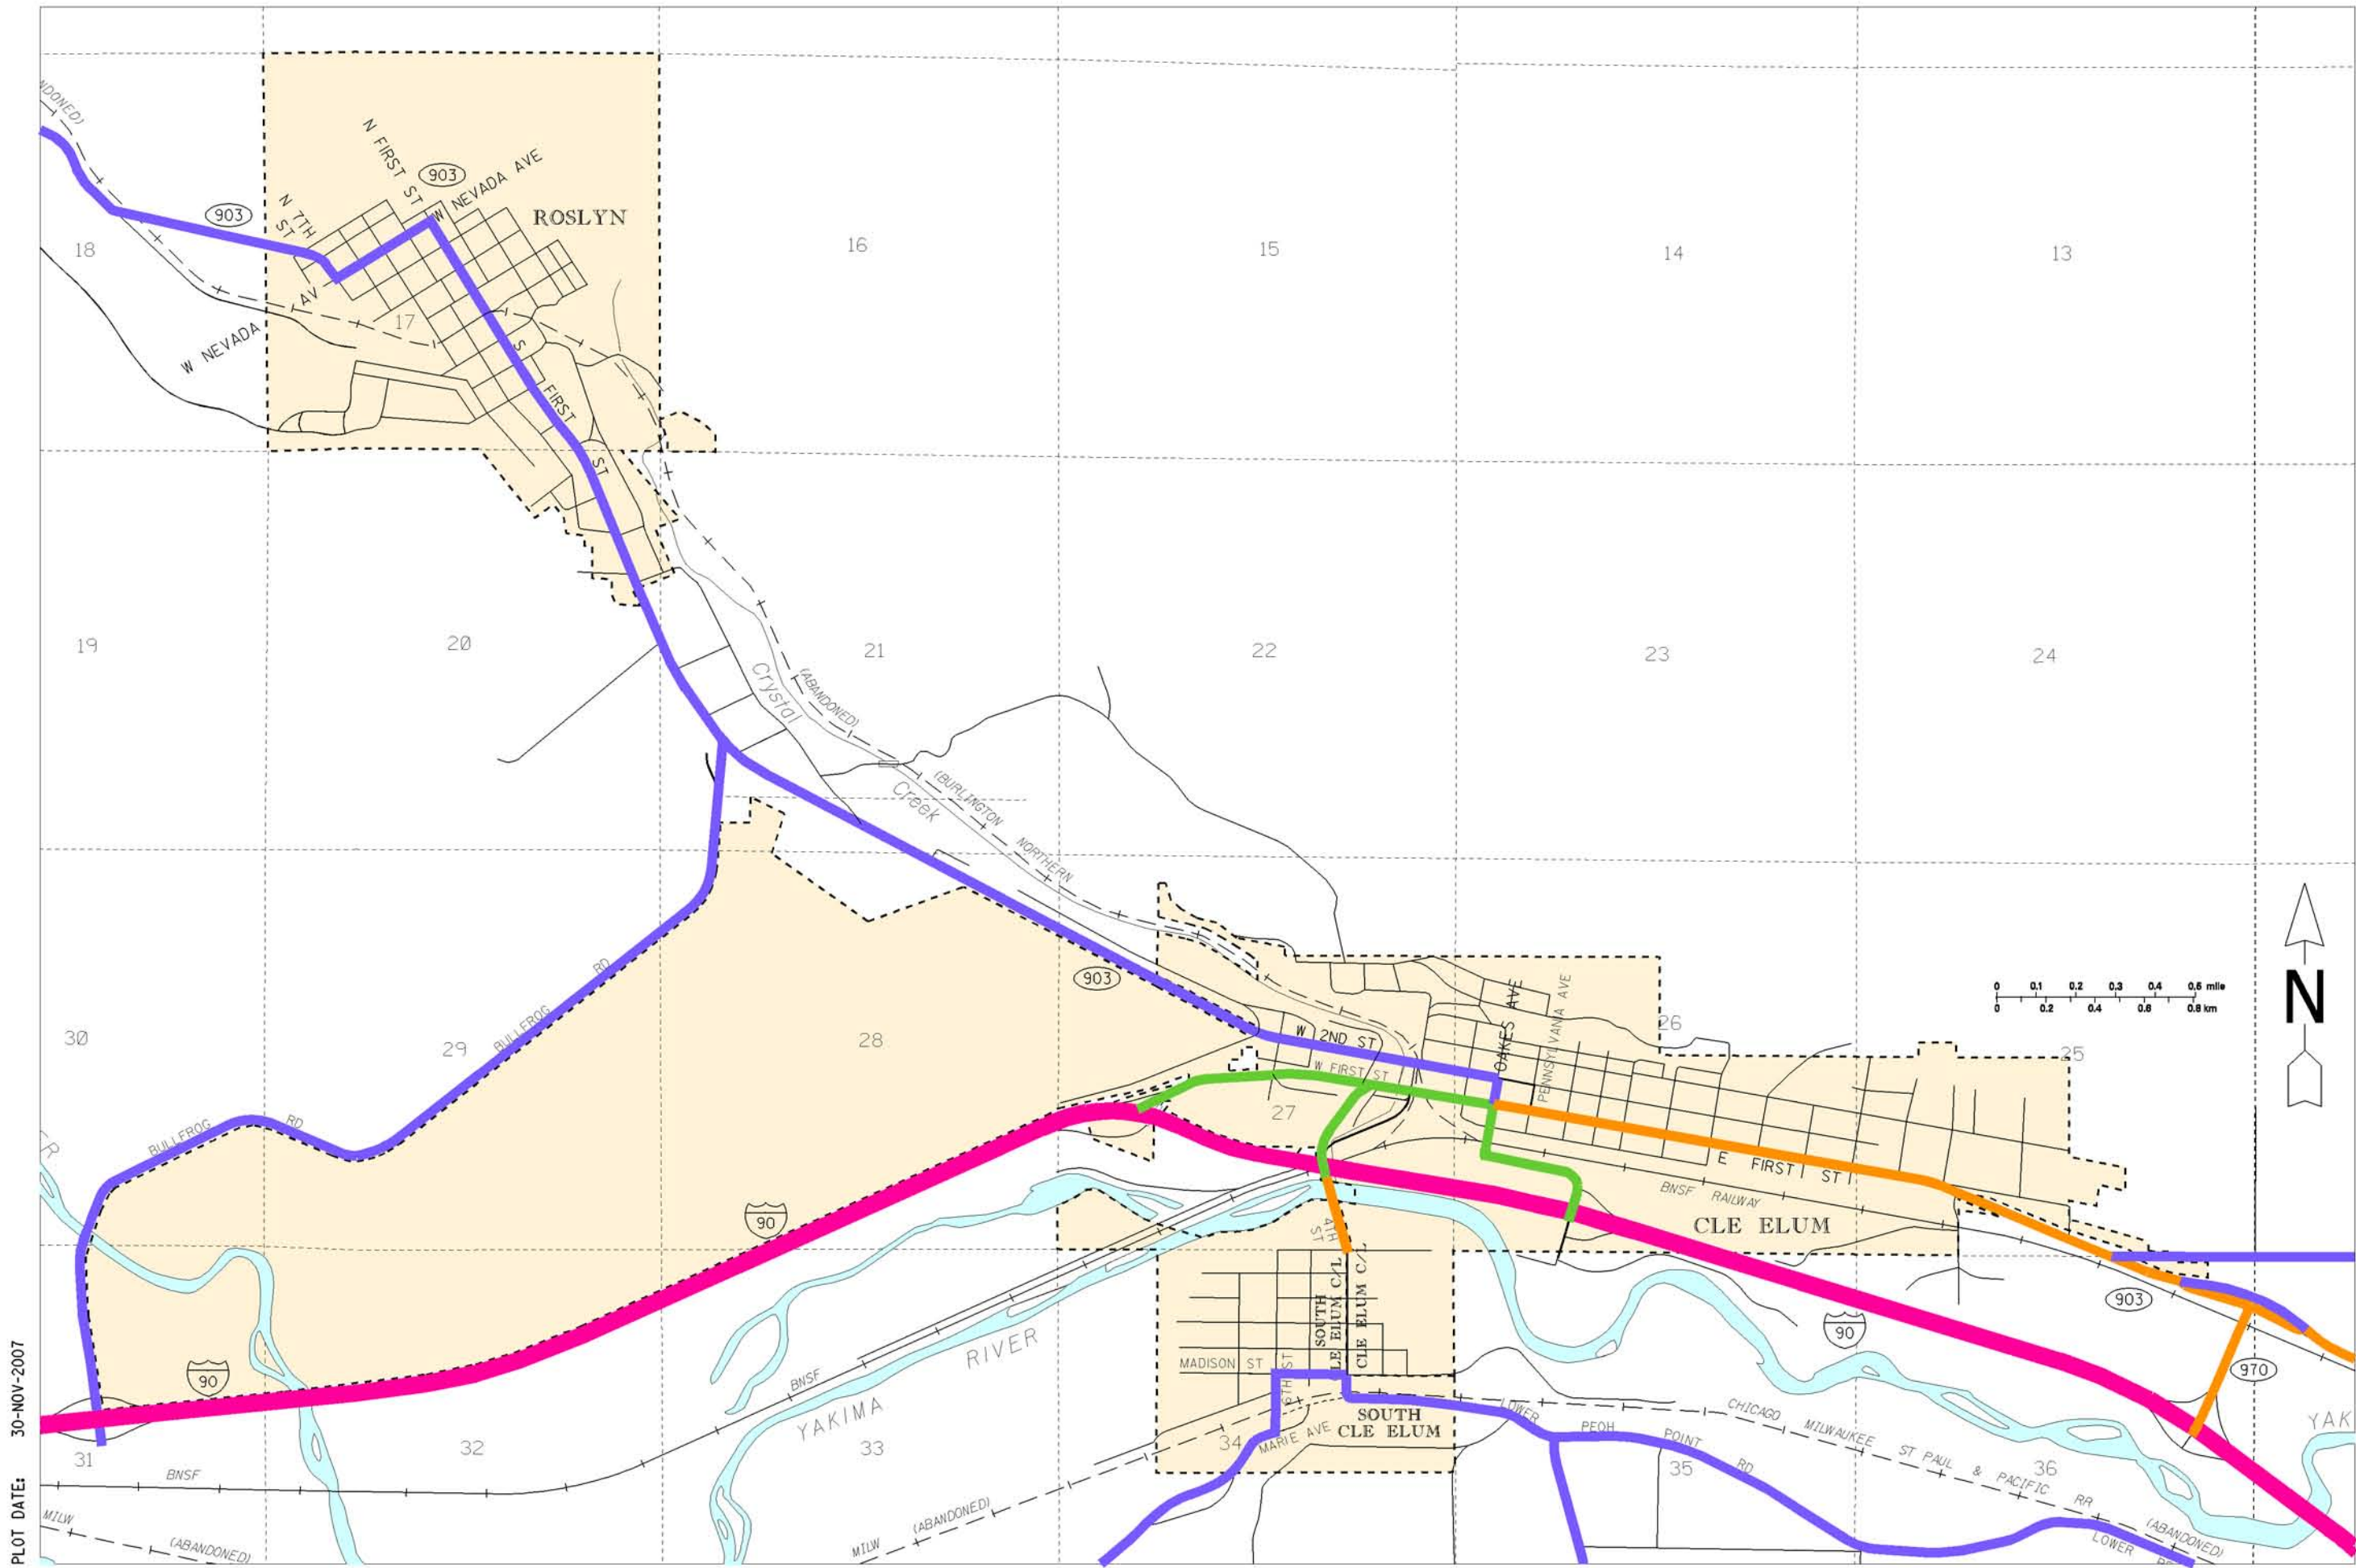 NDONED)
N FIRST ST
903
W NEVADA AVE
903
N 7TH
ST
ROSLYN
18
16
15
14
13
AV
17
W NEVADA
S
FIRST
ST
19
20
21
22
23
24
Crystal
(ABANDONED)
Creek
(BURLINGTON
NORTHERN
903
BULLFROG
RD
30
29
28
26
25
0 0.1 0.2 0.3 0.4 0.5 mile
0 0.2 0.4 0.6 0.8 km
N
OAKES AVE
PENNSYLVANIA AVE
W 2ND ST
W FIRST ST
27
BULLFROG
RD
R
E FIRST ST
BNSF RAILWAY
CLE ELUM
90
4TH
ST
90
903
90
970
SOUTH
CLE ELUM C/L
CLE ELUM C/L
RIVER
MADISON ST
5TH ST
BNSF
YAKIMA
LOWER
PEOH
POINT
RD
SOUTH
CLE ELUM
MARIE AVE
CHICAGO MILWAUKEE ST PAUL & PACIFIC RR
(ABANDONED)
YAK
31
32
33
34
35
36
BNSF
MILW
(ABANDONED)
MILW
(ABANDONED)
LOWER
PLOT DATE: 30-NOV-2007